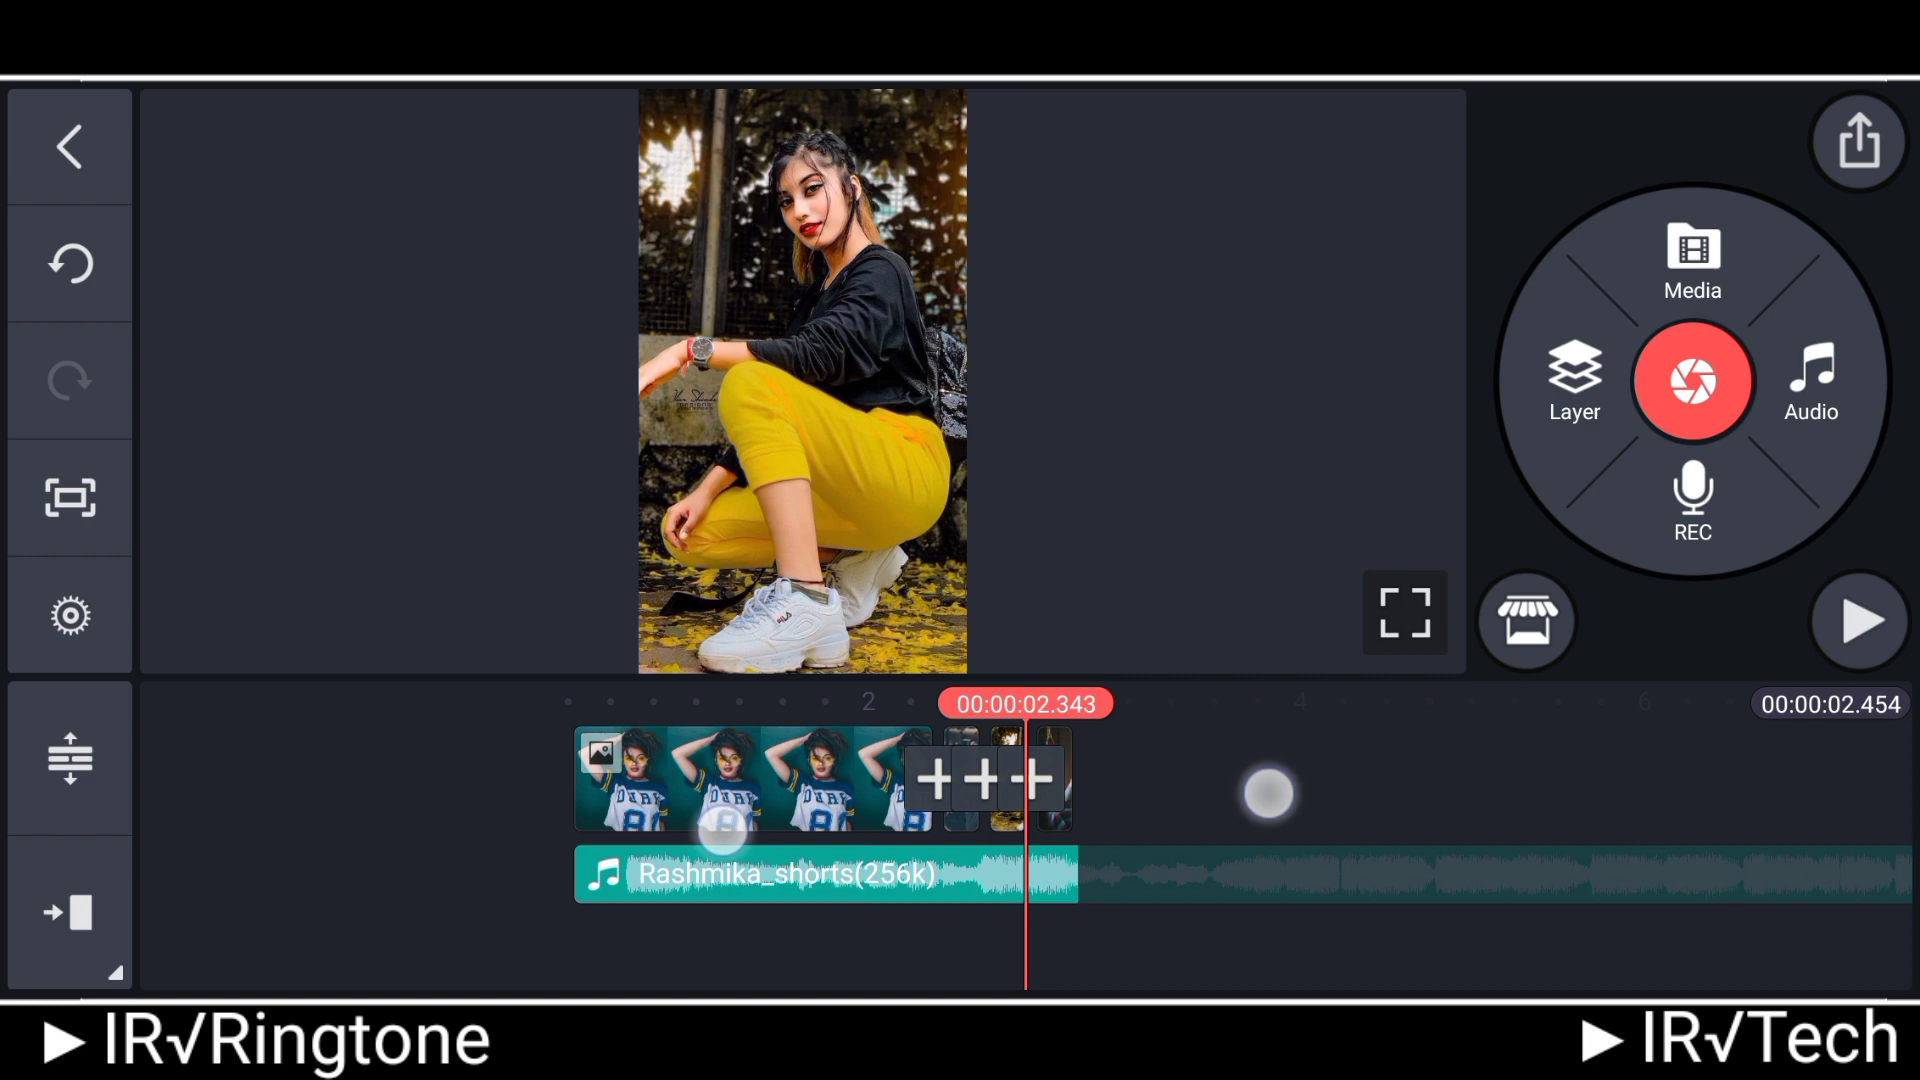 Media
Layer
Audio
REC
FILA
2
00:00:02.343
4
6
00:00:02.454
Rashmika_shorts(256k)
IR√Ringtone
IR√Tech